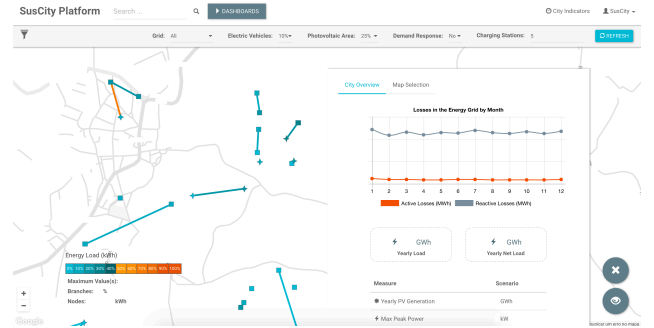 SusCity Platform Search ... DASHBOARDS City Indicators SusCity
Grid: All Electric Vehicles: 10% Photovoltaic Area: 25% Demand Response: No Charging Stations: 5 REFRESH
City Overview Map Selection
Losses in the Energy Grid by Month
1 2 3 4 5 6 7 8 9 10 11 12
Active Losses (MWh) Reactive Losses (MWh)
GWh
Yearly Load
GWh
Yearly Net Load
Measure Scenario
Yearly PV Generation GWh
Max Peak Power kW
Energy Load (kWh)
0% 10% 20% 30% 40% 50% 60% 70% 80% 90% 100%
Maximum Value(s):
Branches: %
Nodes: kWh
+
−
Google
um erro no mapa